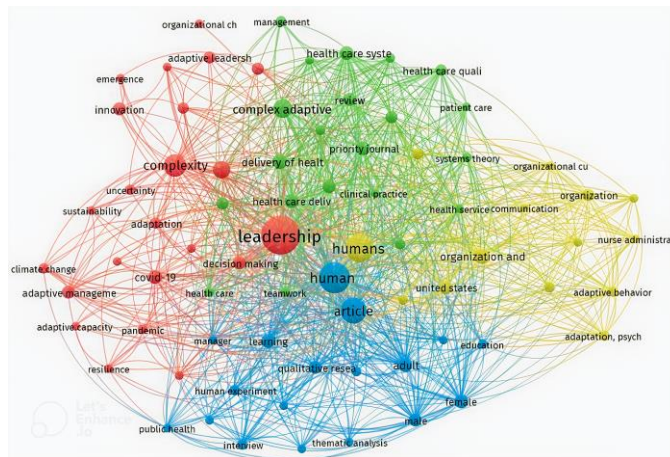 management
organizational ch
health care syste
adaptive leadersh
health care quali
emergence
innovation
complex adaptive
review
patient care
priority journal
complexity
delivery of healt
systems theory
organizational cu
clinical practice
uncertainty
organization
health care deliv
sustainability
health service
communication
adaptation
leadership
humans
nurse administra
organization and
decision making
climate change
covid-19
human
united states
adaptive behavior
adaptive manageme
health care
teamwork
article
adaptive capacity
pandemic
adaptation, psych
manager
learning
education
resilience
qualitative resea
adult
human experiment
female
male
public health
interview
thematic analysis
Let's
Enhance
.io